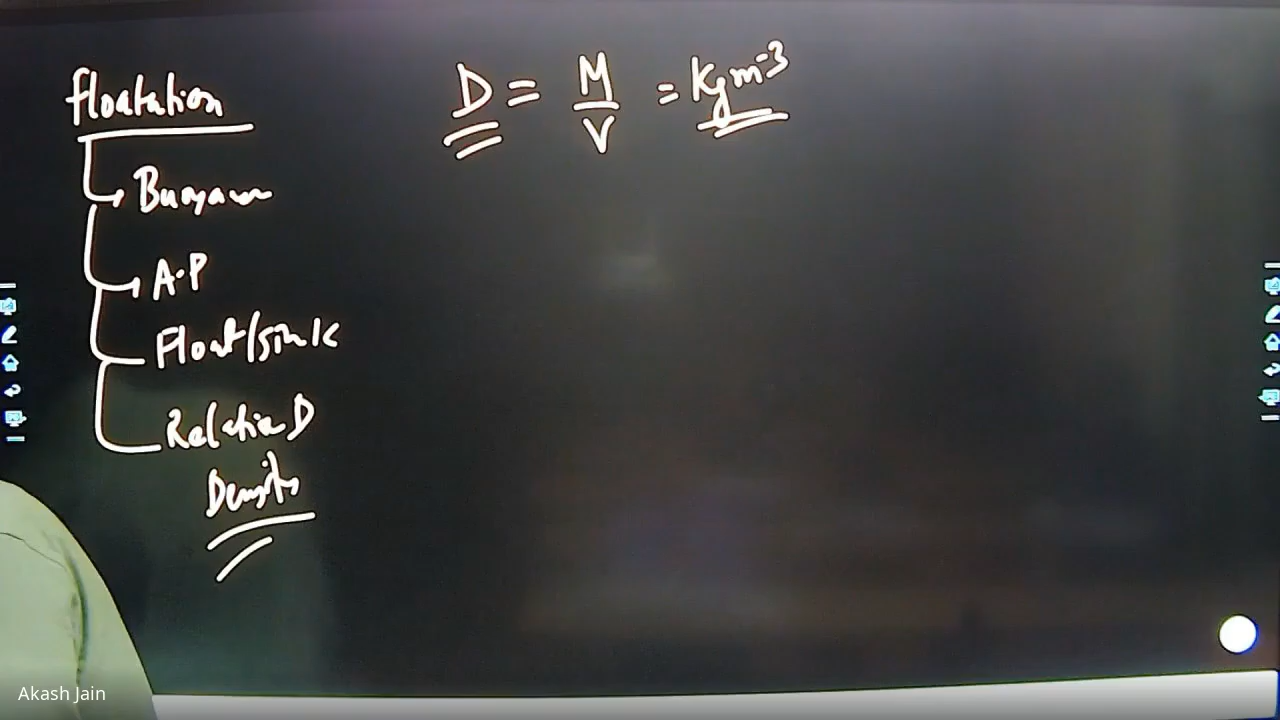 Floatation
Buoyan
A.P
Float/sink
Relative D
Density
D = M/V = Kgm⁻³
Akash Jain